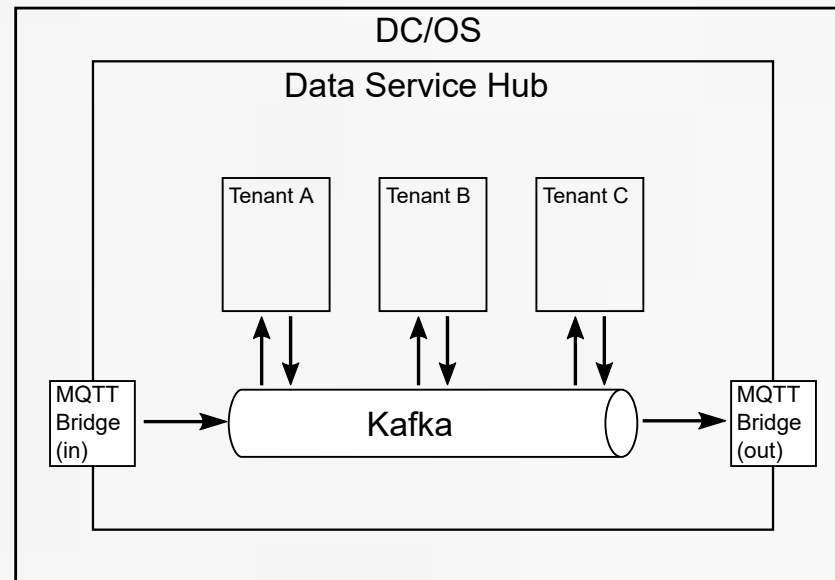 DC/OS
Data Service Hub
Tenant A
Tenant B
Tenant C
MQTT
Bridge
(in)
Kafka
MQTT
Bridge
(out)